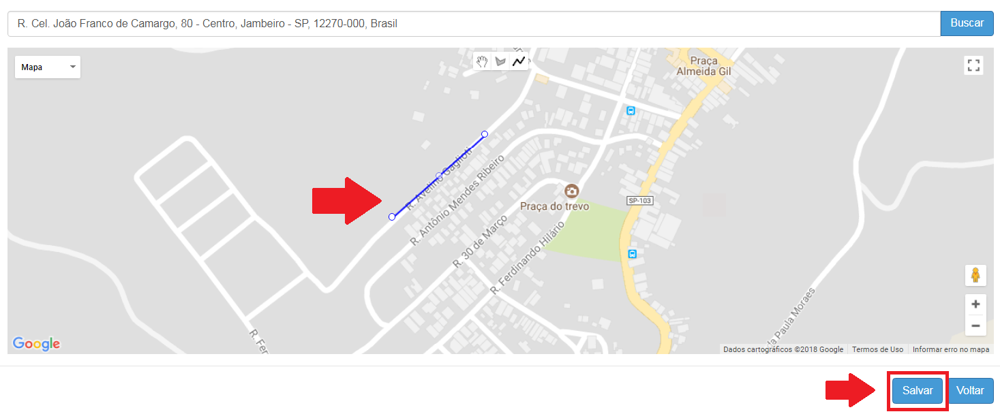 R. Cel. João Franco de Camargo, 80 - Centro, Jambeiro - SP, 12270-000, Brasil
Buscar
Mapa
Praça
Almeida Gil
R. Avelino Gaglioti
R. Antônio Mendes Ribeiro
Praça do trevo
SP-103
R. 30 de Março
R. Ferdinando Hilário
da Paula Moraes
R. Fer
Google
Dados cartográficos ©2018 Google
Termos de Uso
Informar erro no mapa
Salvar
Voltar